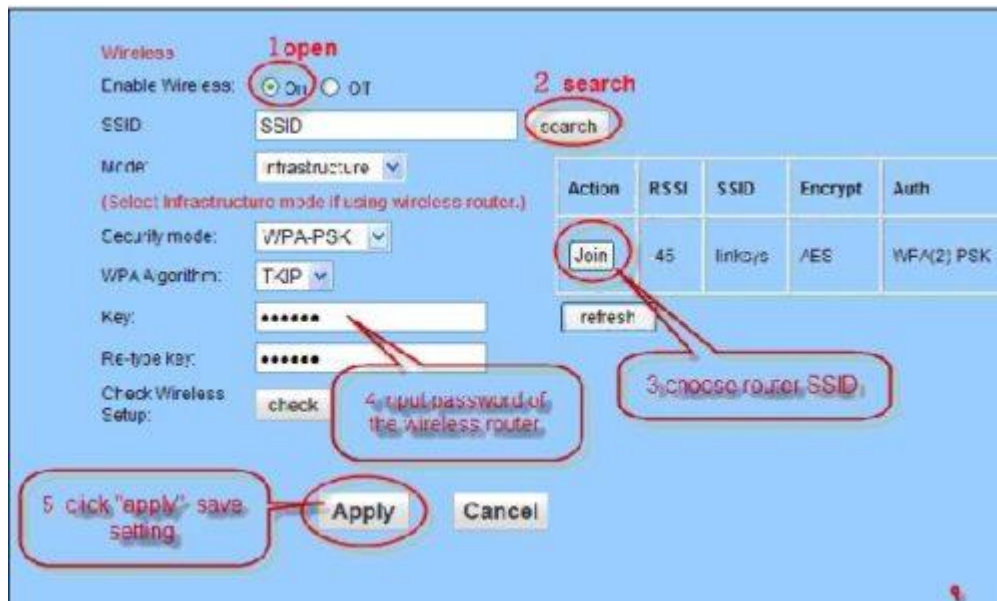 Wireless
1 open
Enable Wireless: On Off
2 search
SSID SSID search
Mode: Infrastructure
(Select Infrastructure mode if using wireless router.)
Security mode: WPA-PSK
WPA Algorithm: TKIP
Key: ••••••
Re-type key: ••••••
Check Wireless Setup: check
Action RSSI SSID Encrypt Auth
Join 45 linksys AES WPA(2) PSK
refresh
3 choose router SSID
4 input password of
the wireless router
5 click "apply"- save
setting
Apply Cancel